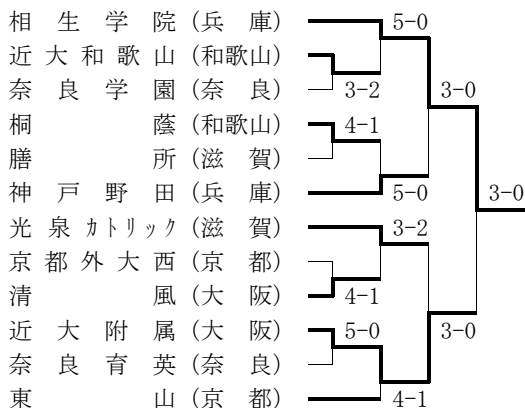 相生学院(兵庫) 5-0
近大和歌山(和歌山) 3-0
奈良学園(奈良) 3-2
桐蔭(和歌山) 4-1
膳所(滋賀)
神戸野田(兵庫) 5-0 3-0
光泉カトリック(滋賀) 3-2
京都外大西(京都)
清風(大阪) 4-1
近大附属(大阪) 5-0 3-0
奈良育英(奈良)
東山(京都) 4-1